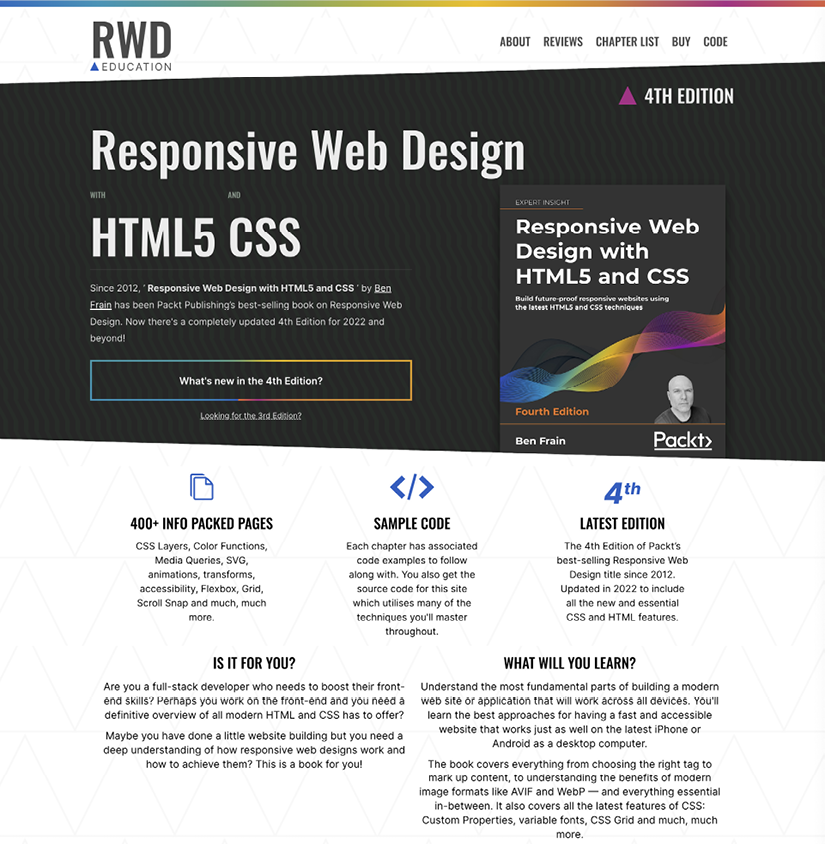 RWD
EDUCATION
ABOUT REVIEWS CHAPTER LIST BUY CODE
4TH EDITION
Responsive Web Design
WITH AND
HTML5 CSS
Since 2012, ' Responsive Web Design with HTML5 and CSS ' by Ben
Frain has been Packt Publishing's best-selling book on Responsive Web
Design. Now there's a completely updated 4th Edition for 2022 and
beyond!
What's new in the 4th Edition?
Looking for the 3rd Edition?
EXPERT INSIGHT
Responsive Web
Design with
HTML5 and CSS
Build future-proof responsive websites using
the latest HTML5 and CSS techniques
Fourth Edition
Ben Frain
Packt>
400+ INFO PACKED PAGES
CSS Layers, Color Functions,
Media Queries, SVG,
animations, transforms,
accessibility, Flexbox, Grid,
Scroll Snap and much, much
more.
</>
SAMPLE CODE
Each chapter has associated
code examples to follow
along with. You also get the
source code for this site
which utilises many of the
techniques you'll master
throughout.
4th
LATEST EDITION
The 4th Edition of Packt's
best-selling Responsive Web
Design title since 2012.
Updated in 2022 to include
all the new and essential
CSS and HTML features.
IS IT FOR YOU?
Are you a full-stack developer who needs to boost their front-
end skills? Perhaps you work on the front-end and you need a
definitive overview of all modern HTML and CSS has to offer?
Maybe you have done a little website building but you need a
deep understanding of how responsive web designs work and
how to achieve them? This is a book for you!
WHAT WILL YOU LEARN?
Understand the most fundamental parts of building a modern
web site or application that will work across all devices. You'll
learn the best approaches for having a fast and accessible
website that works just as well on the latest iPhone or
Android as a desktop computer.
The book covers everything from choosing the right tag to
mark up content, to understanding the benefits of modern
image formats like AVIF and WebP — and everything essential
in-between. It also covers all the latest features of CSS:
Custom Properties, variable fonts, CSS Grid and much, much
more.